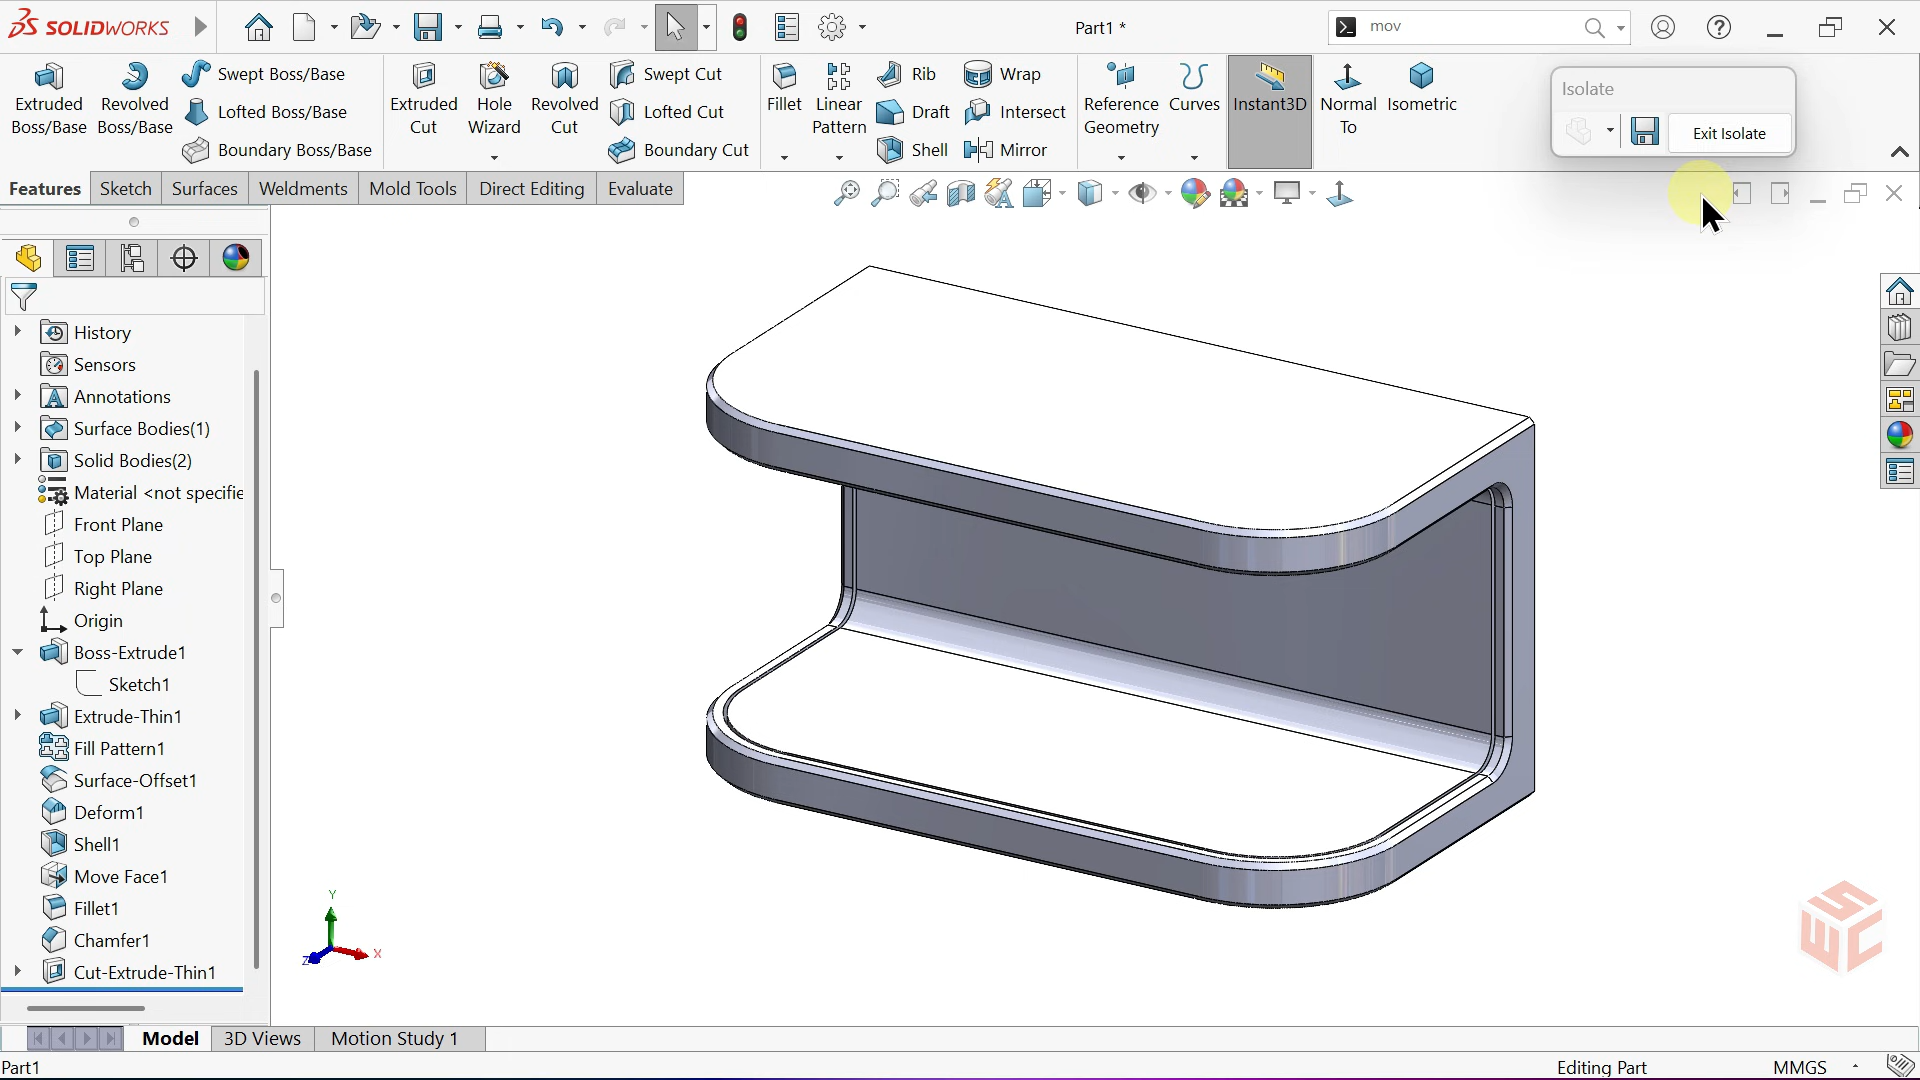 SOLIDWORKS
Part1 *
mov
Extruded Boss/Base
Revolved Boss/Base
Swept Boss/Base
Lofted Boss/Base
Boundary Boss/Base
Extruded Cut
Hole Wizard
Revolved Cut
Swept Cut
Lofted Cut
Boundary Cut
Fillet
Linear Pattern
Rib
Draft
Shell
Wrap
Intersect
Mirror
Reference Geometry
Curves
Instant3D
Normal To
Isometric
Isolate
Exit Isolate
Features
Sketch
Surfaces
Weldments
Mold Tools
Direct Editing
Evaluate
History
Sensors
Annotations
Surface Bodies(1)
Solid Bodies(2)
Material <not specifie
Front Plane
Top Plane
Right Plane
Origin
Boss-Extrude1
Sketch1
Extrude-Thin1
Fill Pattern1
Surface-Offset1
Deform1
Shell1
Move Face1
Fillet1
Chamfer1
Cut-Extrude-Thin1
Y
X
Z
SWC
Model
3D Views
Motion Study 1
Part1
Editing Part
MMGS